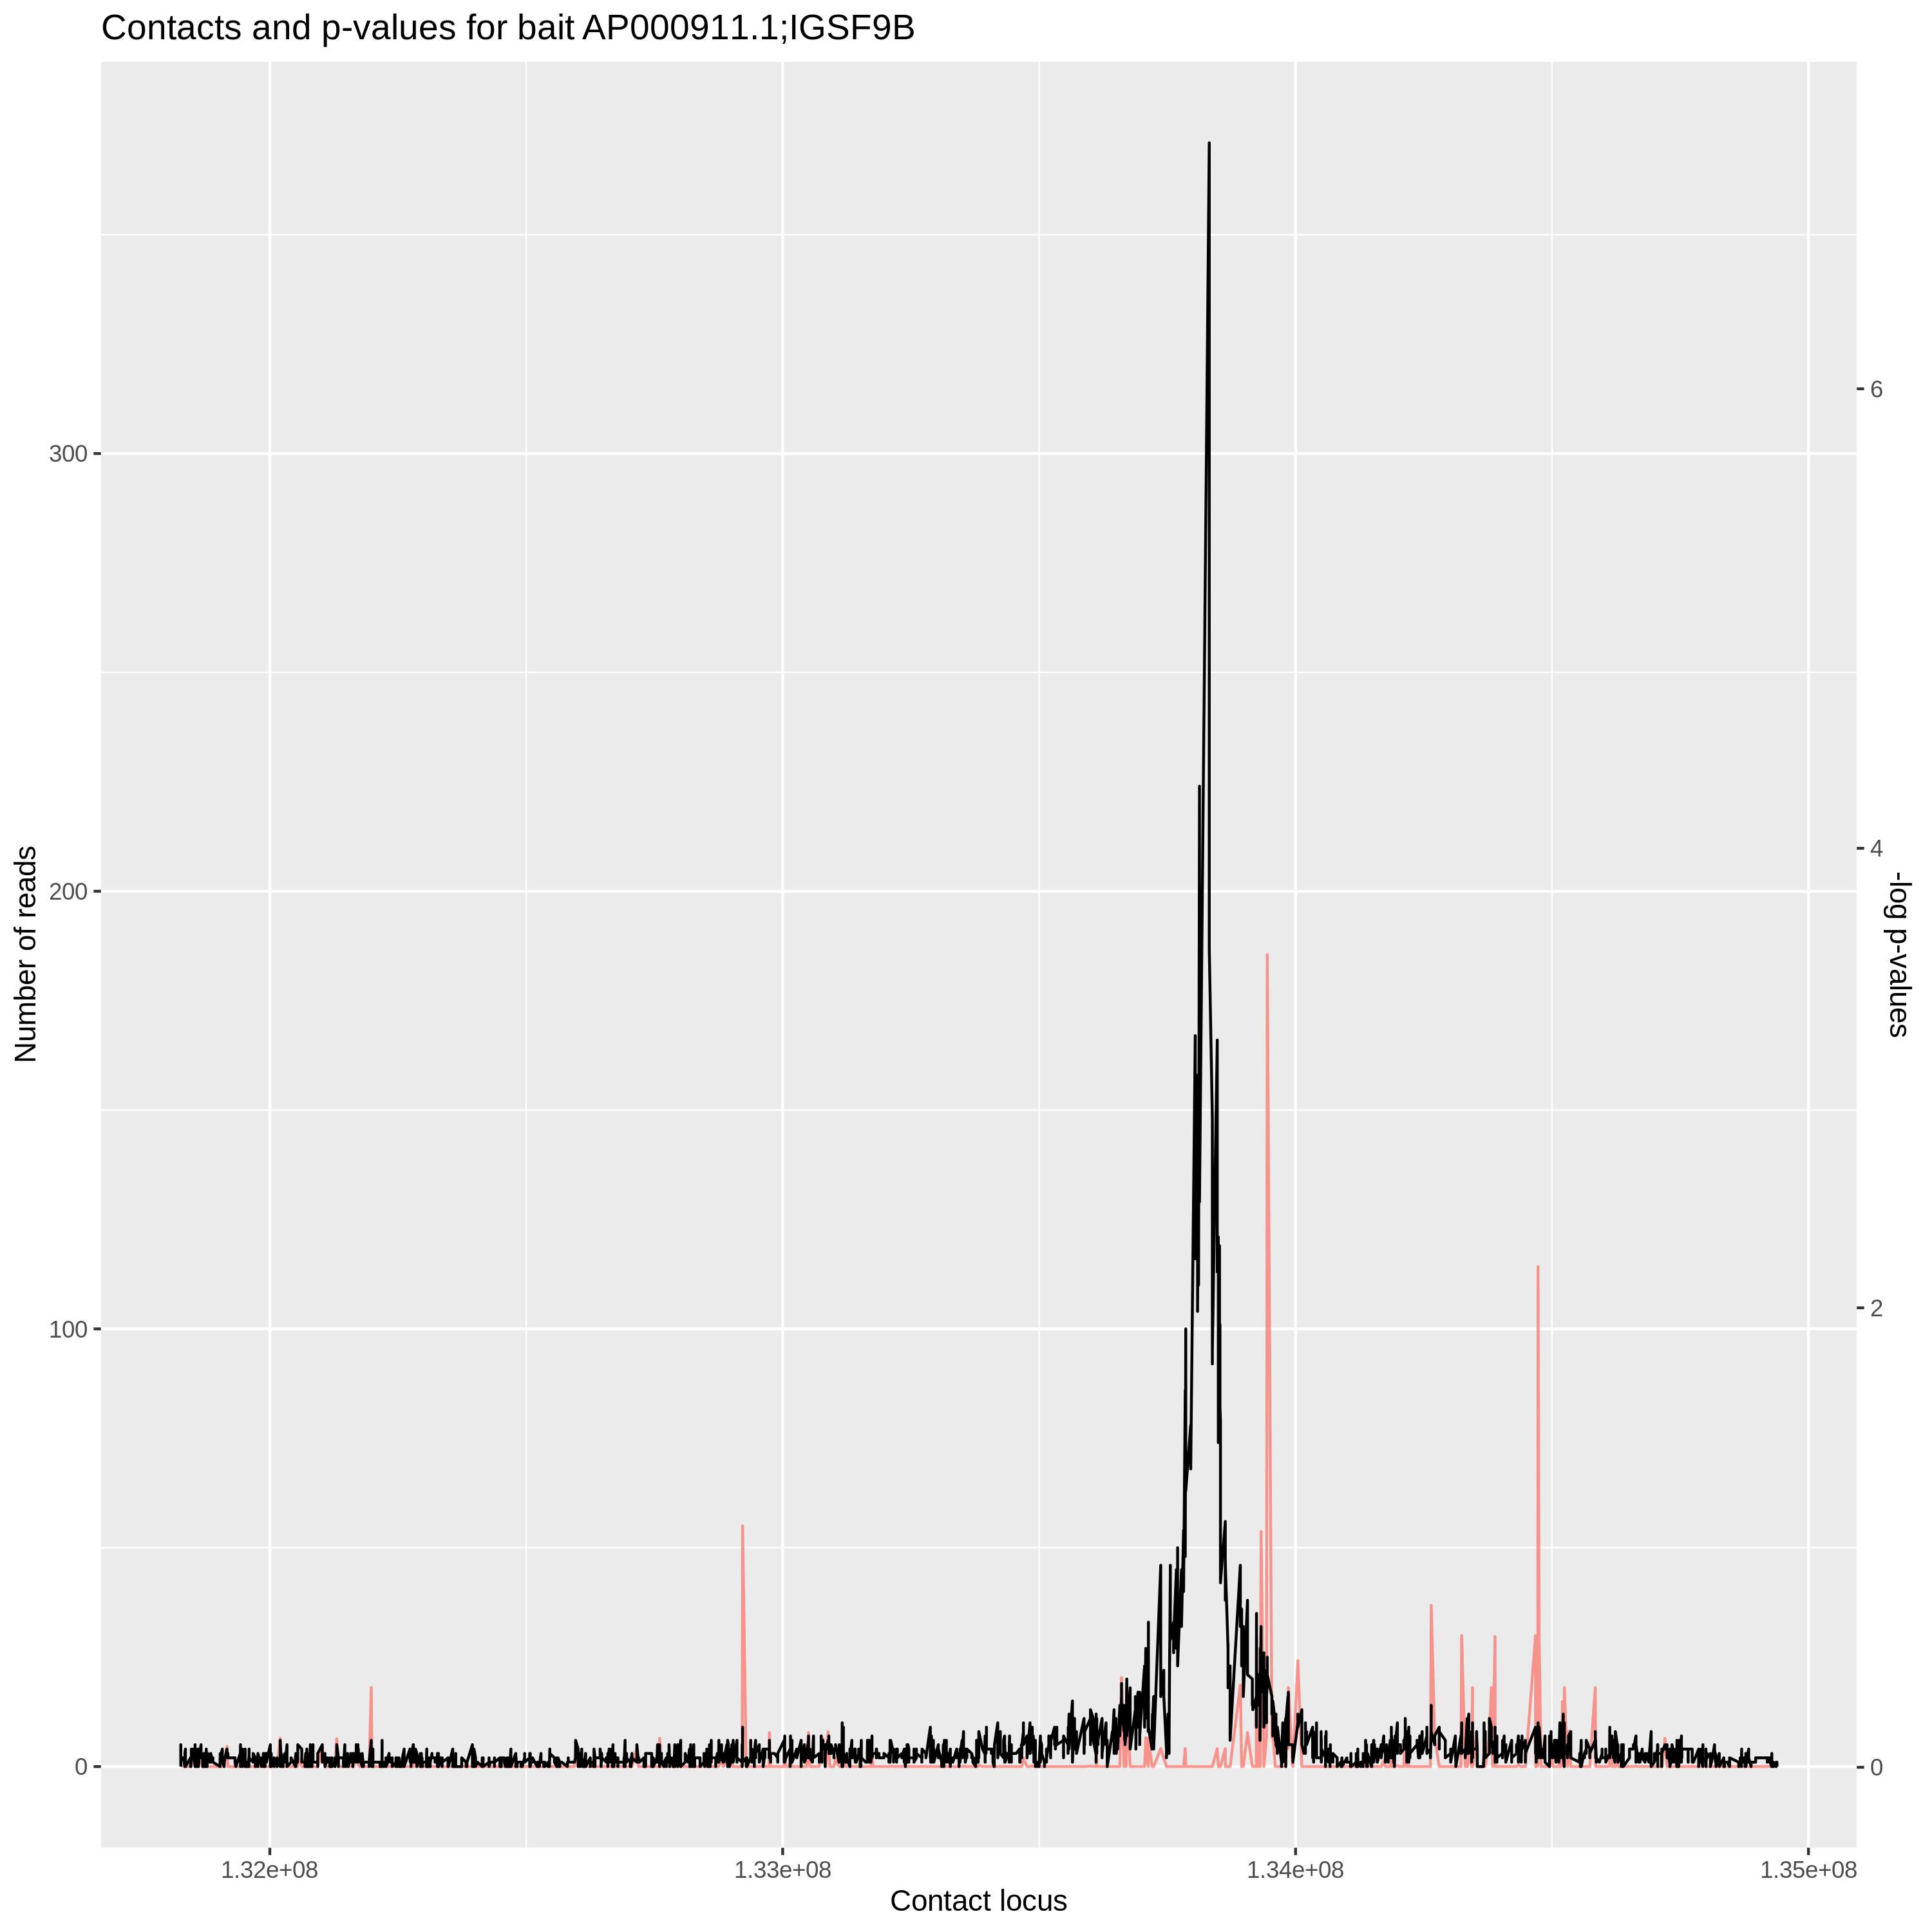 Contacts and p-values for bait AP000911.1;IGSF9B
Number of reads
300
200
100
0
6
4
2
0
-log p-values
1.32e+08 1.33e+08 1.34e+08 1.35e+08
Contact locus